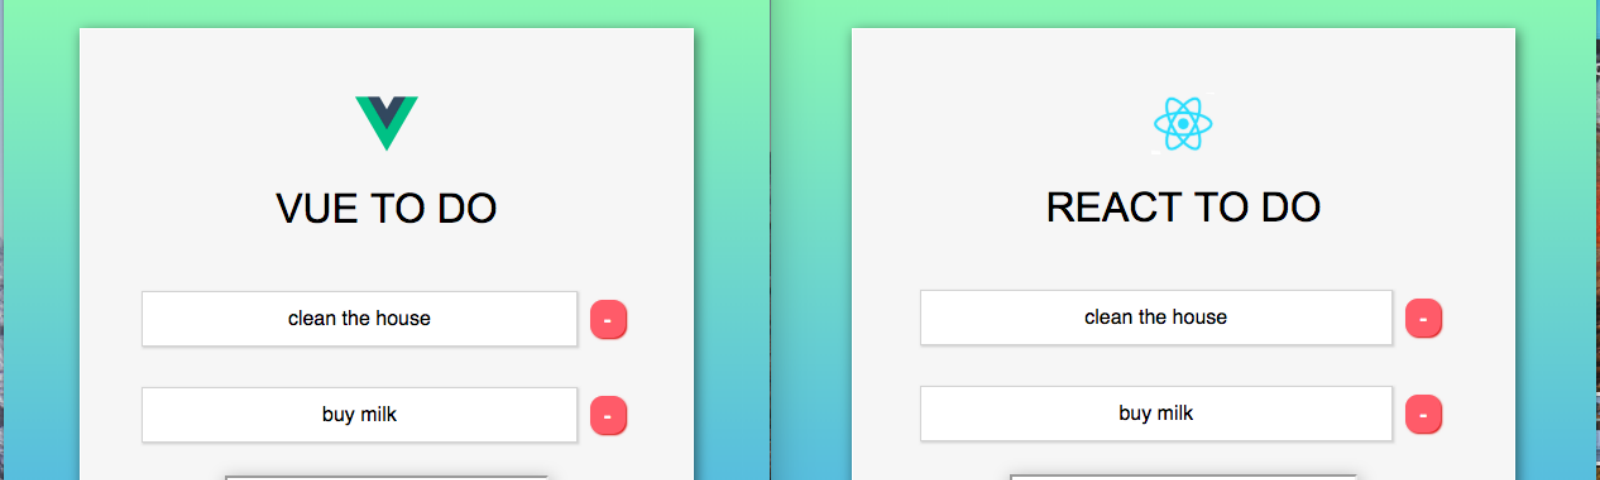 VUE TO DO
clean the house
-
buy milk
-
REACT TO DO
clean the house
-
buy milk
-